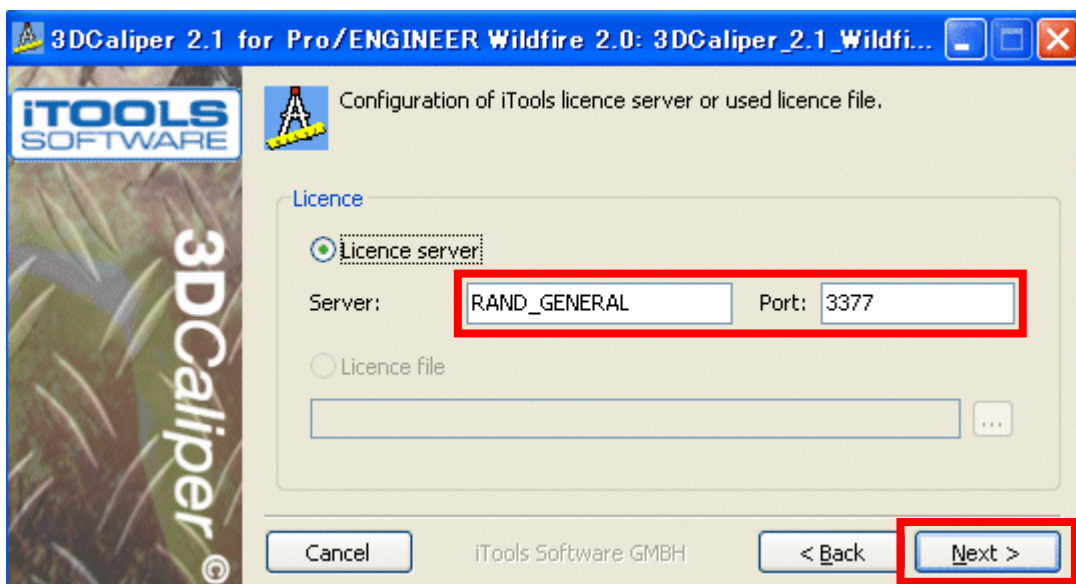 3DCaliper 2.1 for Pro/ENGINEER Wildfire 2.0: 3DCaliper_2.1_Wildfi...
iTOOLS
SOFTWARE
3DCaliper ©
Configuration of iTools licence server or used licence file.
Licence
Licence server
Server: RAND_GENERAL Port: 3377
Licence file
...
Cancel iTools Software GMBH < Back Next >